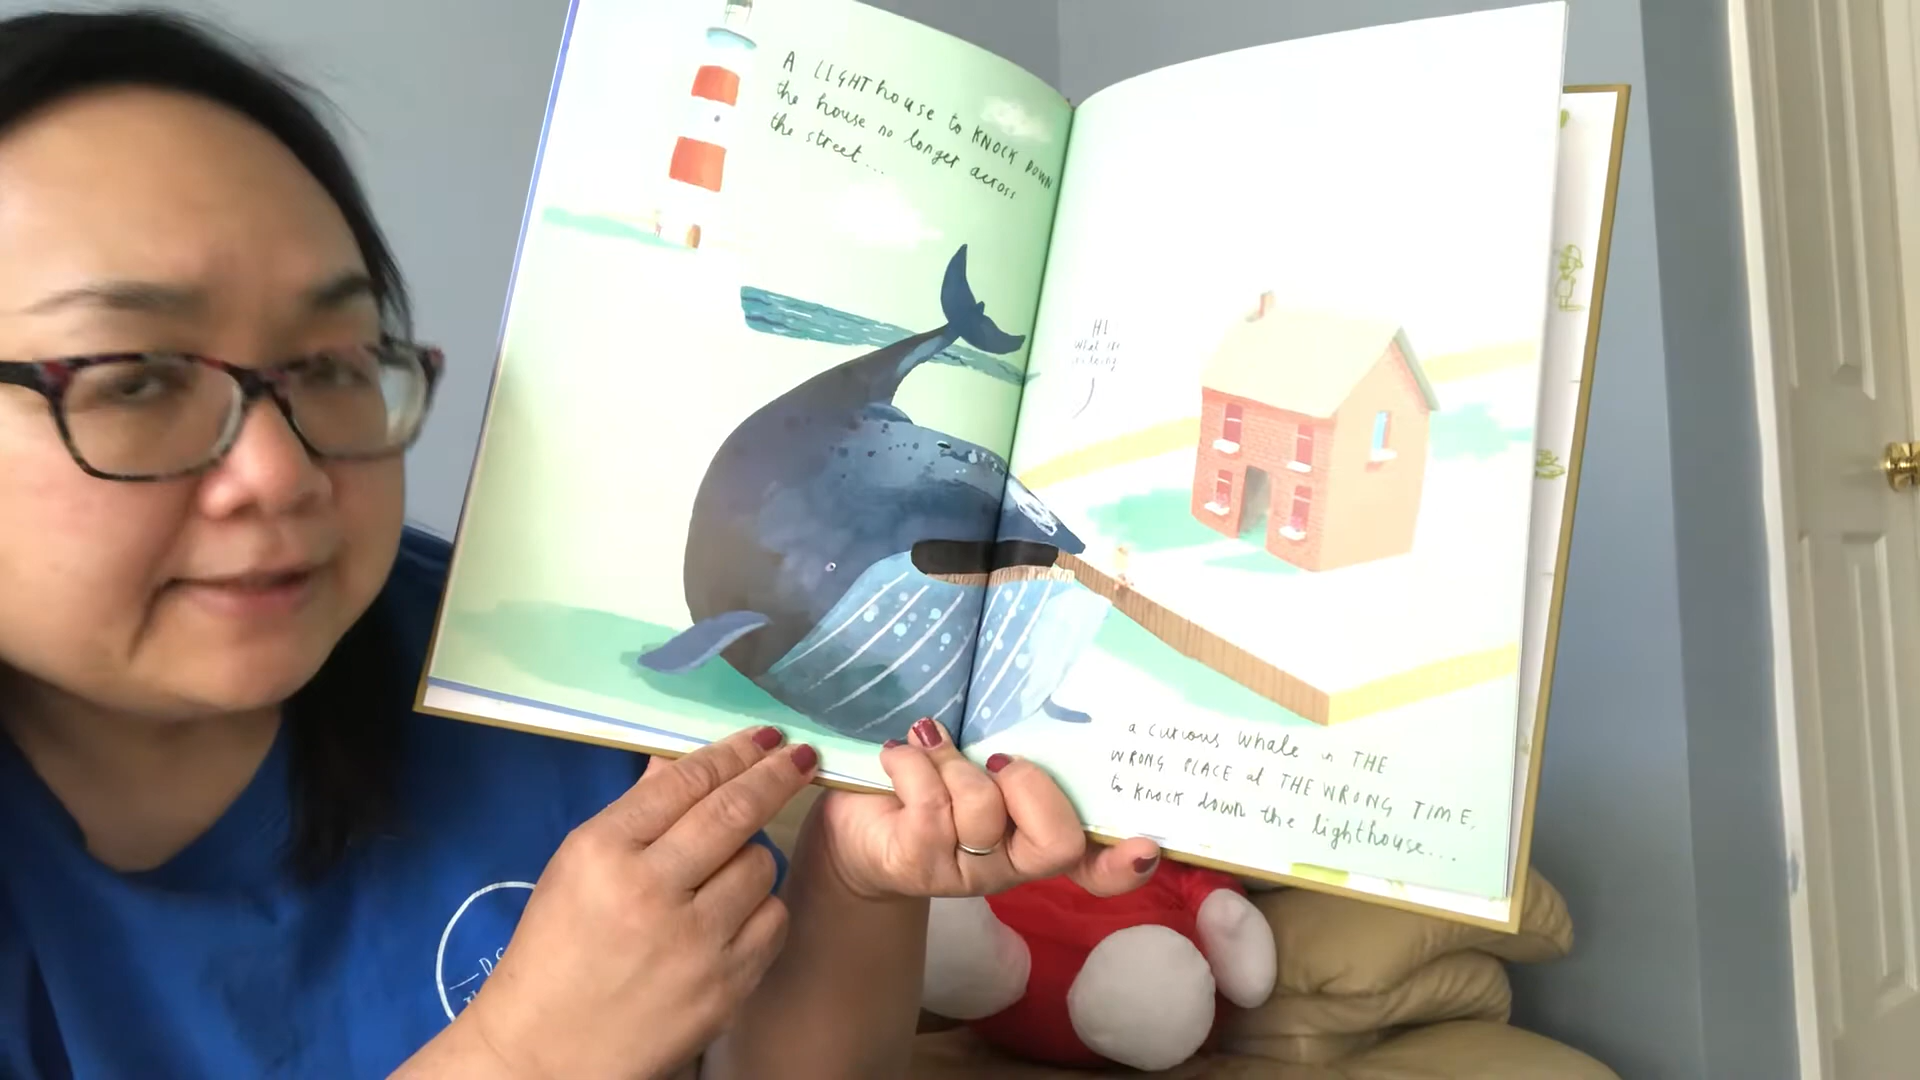 A LIGHThouse to KNOCK DOWN
the house no longer across
the street...
HI
what
a curious whale in THE
WRONG PLACE at THE WRONG TIME,
to knock down the lighthouse....